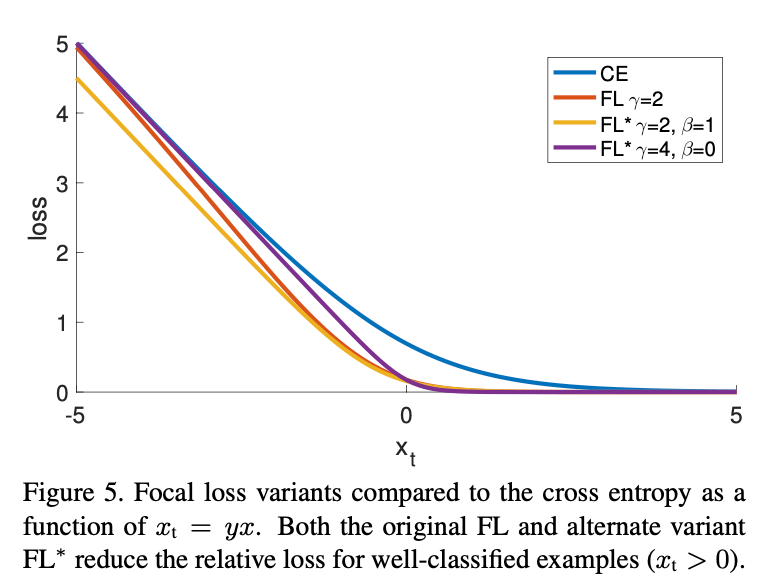 5
4
3
2
1
0
-5
0
5
loss
x_t
CE
FL γ=2
FL* γ=2, β=1
FL* γ=4, β=0
Figure 5. Focal loss variants compared to the cross entropy as a
function of x_t = yx. Both the original FL and alternate variant
FL* reduce the relative loss for well-classified examples (x_t > 0).